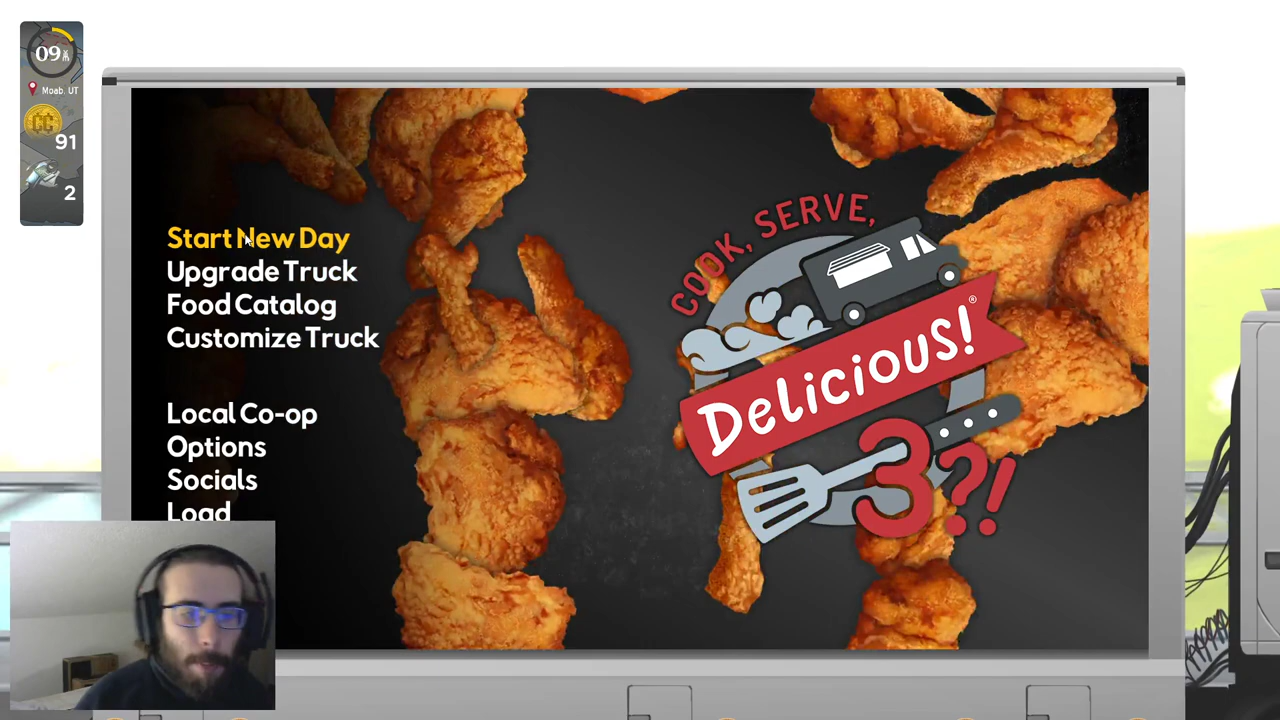 09
Moab, UT
CC
91
2
Start New Day
Upgrade Truck
Food Catalog
Customize Truck
Local Co-op
Options
Socials
Load
COOK, SERVE,
Delicious!®
3?!